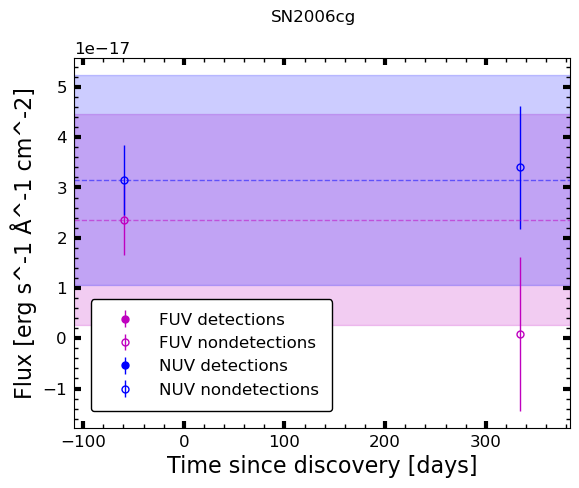 SN2006cg
1e−17
5
4
3
2
1
0
−1
Flux [erg s^-1 Å^-1 cm^-2]
FUV detections
FUV nondetections
NUV detections
NUV nondetections
−100 0 100 200 300
Time since discovery [days]